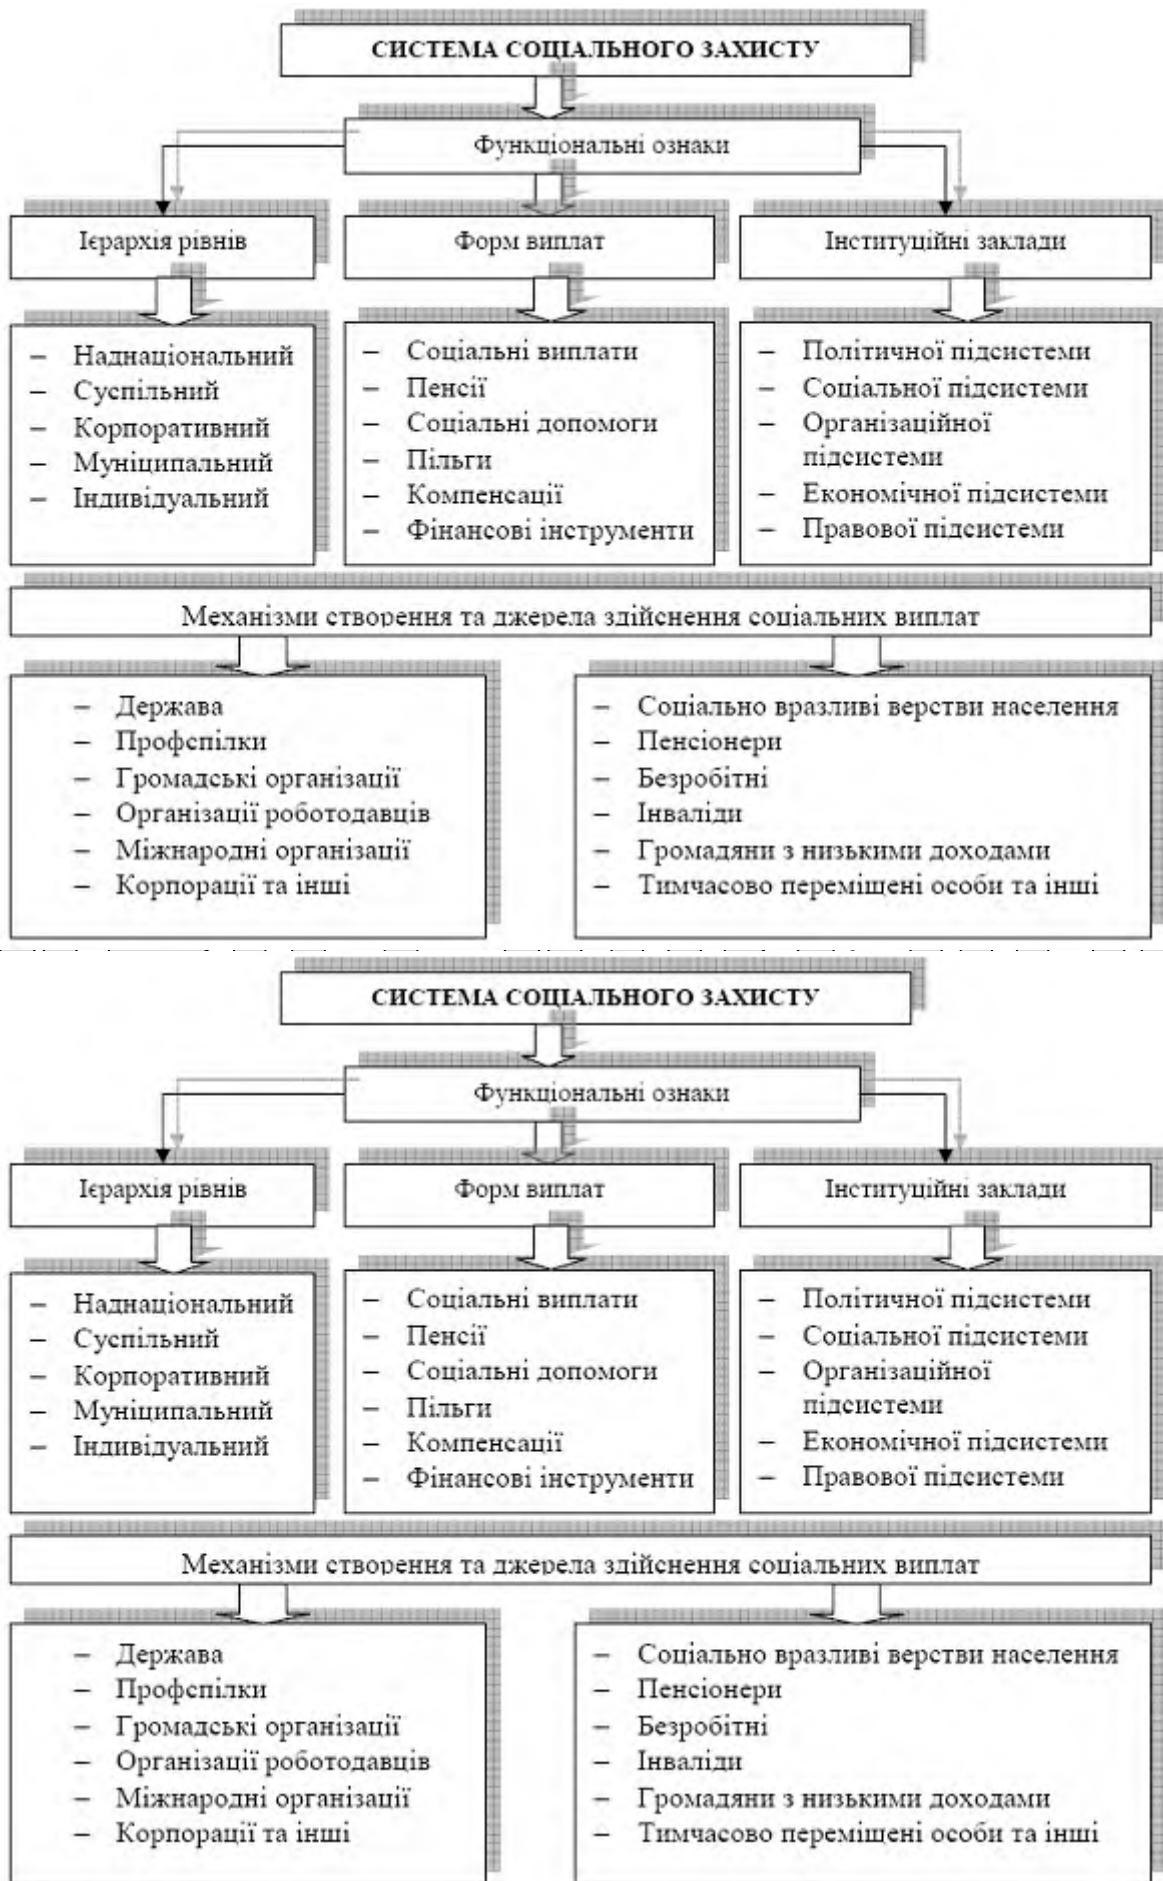 СИСТЕМА СОЦІАЛЬНОГО ЗАХИСТУ
Функціональні ознаки
Ієрархія рівнів
Форм виплат
Інституційні заклади
– Наднаціональний
– Суспільний
– Корпоративний
– Муніципальний
– Індивідуальний
– Соціальні виплати
– Пенсії
– Соціальні допомоги
– Пільги
– Компенсації
– Фінансові інструменти
– Політичної підсистеми
– Соціальної підсистеми
– Організаційної
підсистеми
– Економічної підсистеми
– Правової підсистеми
Механізми створення та джерела здійснення соціальних виплат
– Держава
– Профспілки
– Громадські організації
– Організації роботодавців
– Міжнародні організації
– Корпорації та інші
– Соціально вразливі верстви населення
– Пенсіонери
– Безробітні
– Інваліди
– Громадяни з низькими доходами
– Тимчасово переміщені особи та інші
СИСТЕМА СОЦІАЛЬНОГО ЗАХИСТУ
Функціональні ознаки
Ієрархія рівнів
Форм виплат
Інституційні заклади
– Наднаціональний
– Суспільний
– Корпоративний
– Муніципальний
– Індивідуальний
– Соціальні виплати
– Пенсії
– Соціальні допомоги
– Пільги
– Компенсації
– Фінансові інструменти
– Політичної підсистеми
– Соціальної підсистеми
– Організаційної
підсистеми
– Економічної підсистеми
– Правової підсистеми
Механізми створення та джерела здійснення соціальних виплат
– Держава
– Профспілки
– Громадські організації
– Організації роботодавців
– Міжнародні організації
– Корпорації та інші
– Соціально вразливі верстви населення
– Пенсіонери
– Безробітні
– Інваліди
– Громадяни з низькими доходами
– Тимчасово переміщені особи та інші